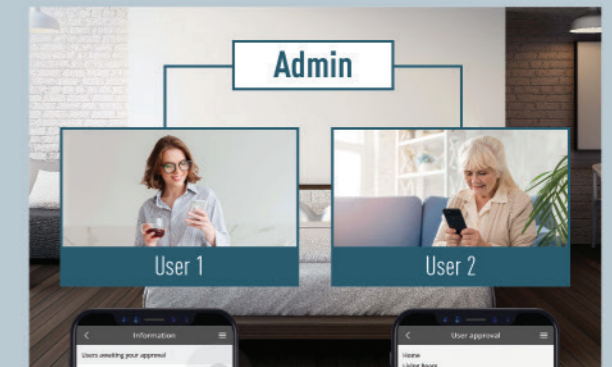 Admin
User 1
User 2
Information
User approval
Users awaiting your approval
Home
Living Room